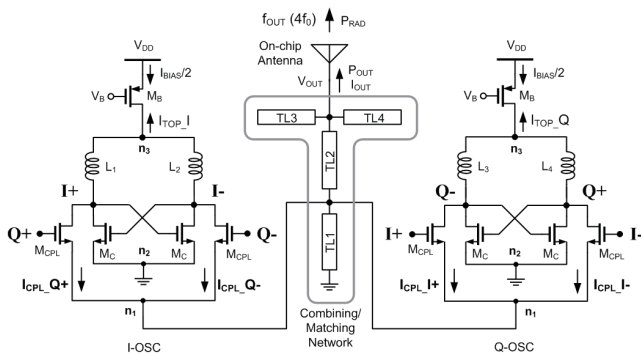 f_OUT (4f_0)
P_RAD
On-chip
Antenna
V_OUT
P_OUT
I_OUT
V_DD
I_BIAS/2
V_B
M_B
I_TOP_I
n_3
L_1
L_2
I+
I-
Q+
Q-
M_CPL
M_C
n_2
M_C
M_CPL
I_CPL_Q+
I_CPL_Q-
n_1
I-OSC
TL3
TL4
TL2
TL1
Combining/
Matching
Network
V_DD
I_BIAS/2
V_B
M_B
I_TOP_Q
n_3
L_3
L_4
Q-
Q+
I+
I-
M_CPL
M_C
n_2
M_C
M_CPL
I_CPL_I+
I_CPL_I-
n_1
Q-OSC